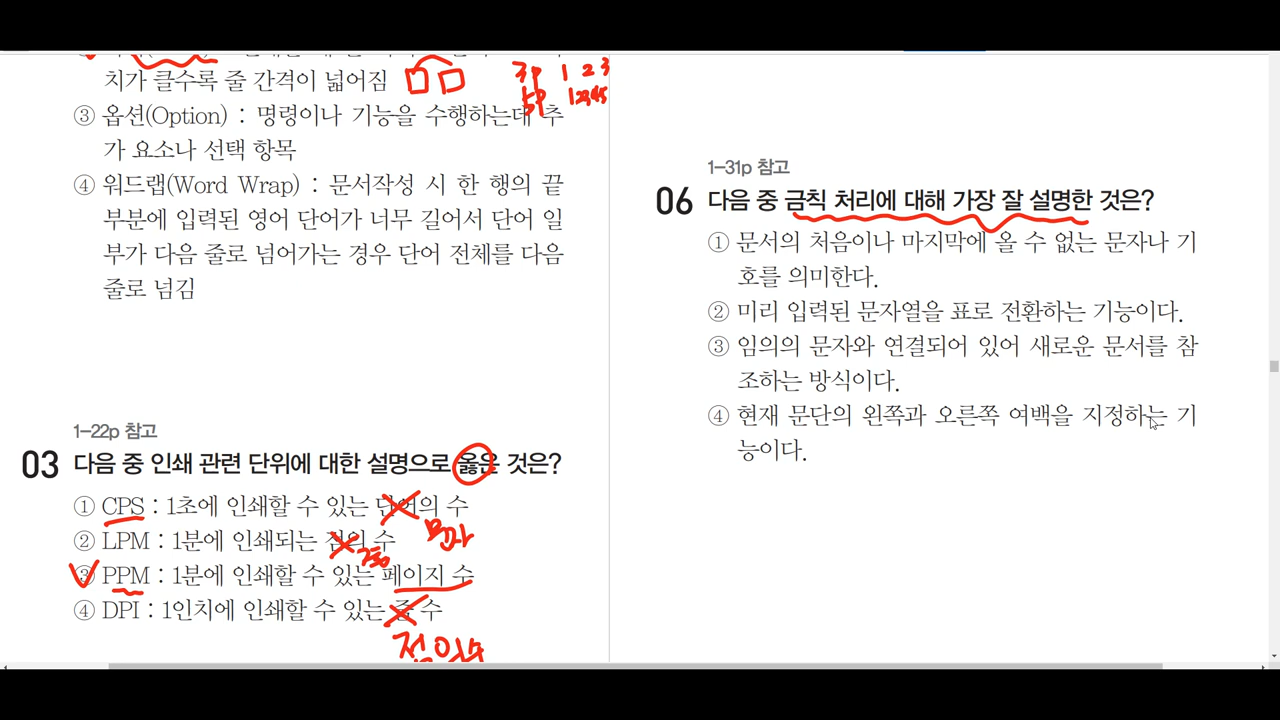 치가 클수록 줄 간격이 넓어짐
3p 1 2 3
5p 12345
③ 옵션(Option) : 명령이나 기능을 수행하는데 추
가 요소나 선택 항목
④ 워드랩(Word Wrap) : 문서작성 시 한 행의 끝
부분에 입력된 영어 단어가 너무 길어서 단어 일
부가 다음 줄로 넘어가는 경우 단어 전체를 다음
줄로 넘김
1-22p 참고
03 다음 중 인쇄 관련 단위에 대한 설명으로 옳은 것은?
① CPS : 1초에 인쇄할 수 있는 단어의 수
문자
② LPM : 1분에 인쇄되는 점의 수
③ PPM : 1분에 인쇄할 수 있는 페이지 수
④ DPI : 1인치에 인쇄할 수 있는 줄 수
점의수
1-31p 참고
06 다음 중 금칙 처리에 대해 가장 잘 설명한 것은?
① 문서의 처음이나 마지막에 올 수 없는 문자나 기
호를 의미한다.
② 미리 입력된 문자열을 표로 전환하는 기능이다.
③ 임의의 문자와 연결되어 있어 새로운 문서를 참
조하는 방식이다.
④ 현재 문단의 왼쪽과 오른쪽 여백을 지정하는 기
능이다.